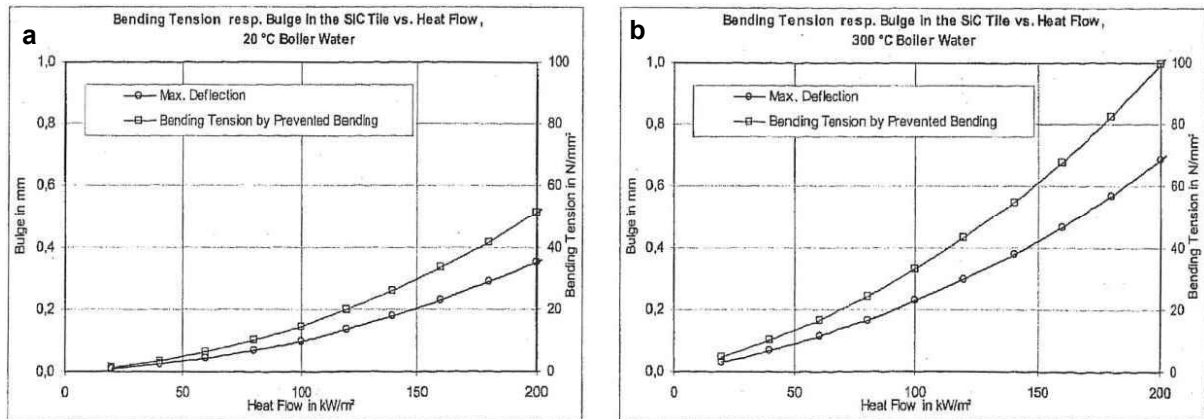 a
Bending Tension resp. Bulge in the SiC Tile vs. Heat Flow,
20 °C Boiler Water
Max. Deflection
Bending Tension by Prevented Bending
1,0
0,8
0,6
0,4
0,2
0,0
Bulge in mm
100
80
60
40
20
0
Bending Tension in N/mm²
0
50
100
150
200
Heat Flow in kW/m²
b
Bending Tension resp. Bulge in the SiC Tile vs. Heat Flow,
300 °C Boiler Water
Max. Deflection
Bending Tension by Prevented Bending
1,0
0,8
0,6
0,4
0,2
0,0
Bulge in mm
100
80
60
40
20
0
Bending Tension in N/mm²
0
50
100
150
200
Heat Flow in kW/m²